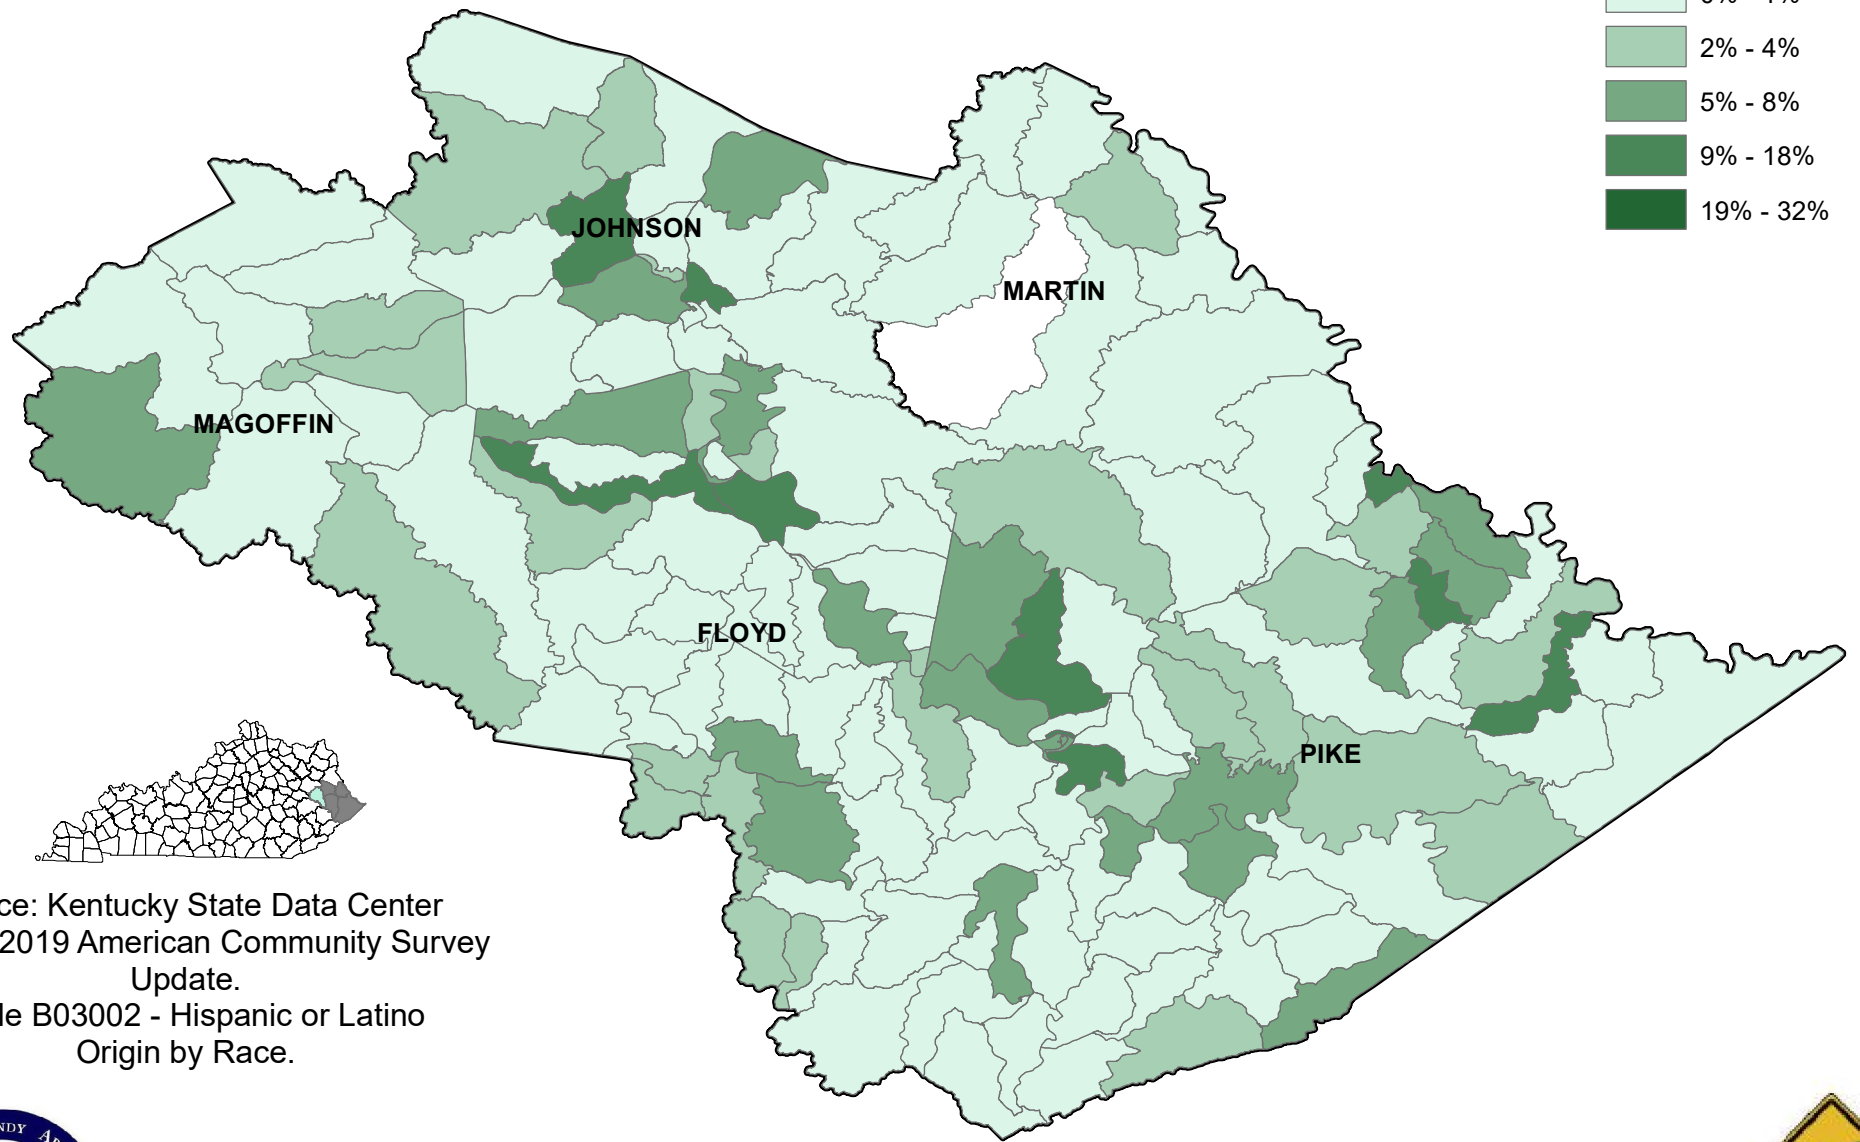 2% - 4%
5% - 8%
9% - 18%
19% - 32%
JOHNSON
MARTIN
MAGOFFIN
FLOYD
PIKE
ce: Kentucky State Data Center
2019 American Community Survey
Update.
le B03002 - Hispanic or Latino
Origin by Race.